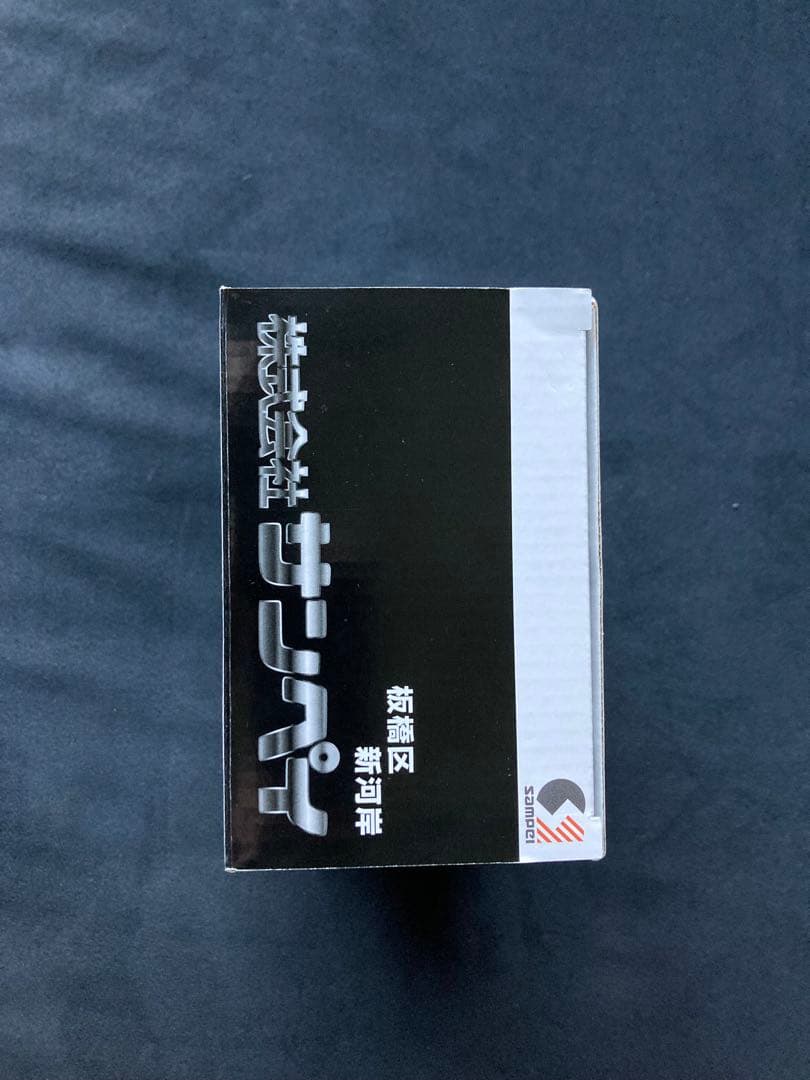 株式会社 サンペイ
板橋区
新河岸
sampei